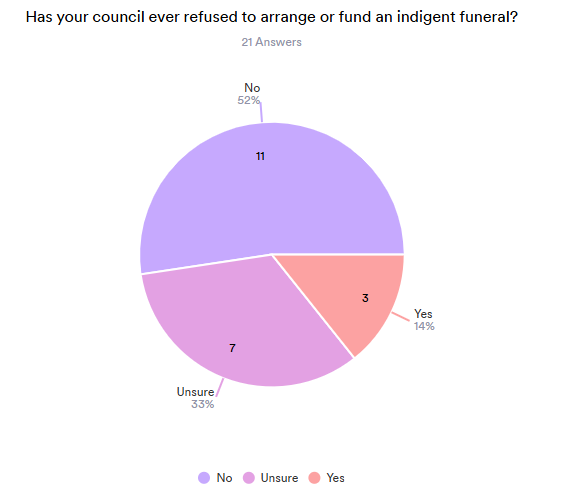 Has your council ever refused to arrange or fund an indigent funeral?
21 Answers
No
52%
11
3
Yes
14%
7
Unsure
33%
No Unsure Yes